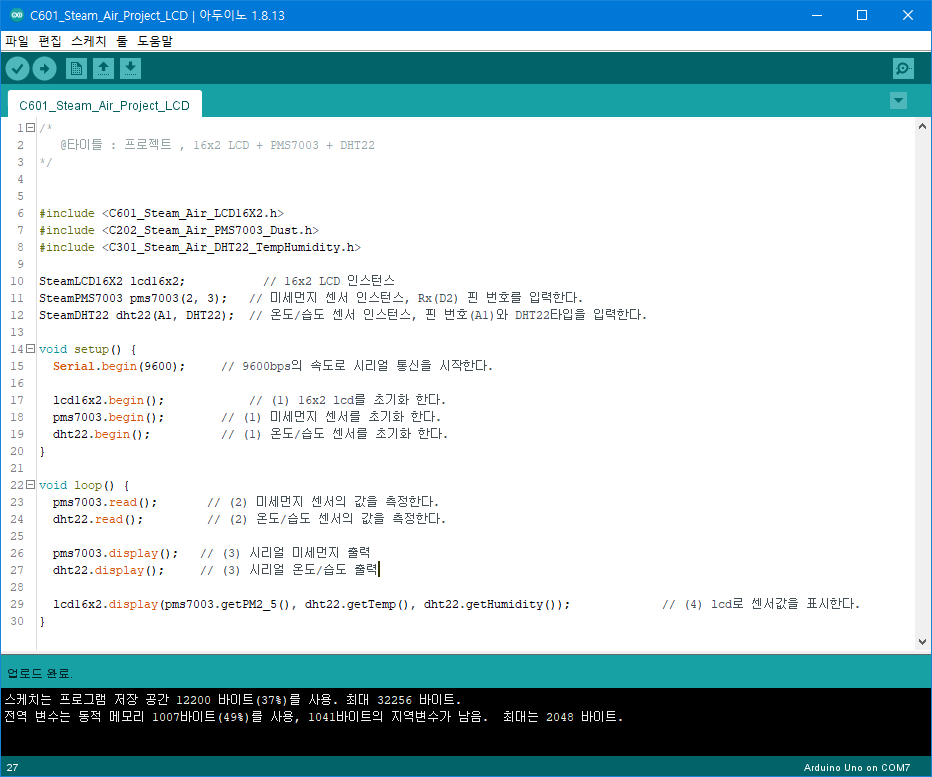 C601_Steam_Air_Project_LCD | 아두이노 1.8.13
파일 편집 스케치 툴 도움말
C601_Steam_Air_Project_LCD
1 /*
2 @타이틀 : 프로젝트 , 16x2 LCD + PMS7003 + DHT22
3 */
4
5
6 #include <C601_Steam_Air_LCD16X2.h>
7 #include <C202_Steam_Air_PMS7003_Dust.h>
8 #include <C301_Steam_Air_DHT22_TempHumidity.h>
9
10 SteamLCD16X2 lcd16x2; // 16x2 LCD 인스턴스
11 SteamPMS7003 pms7003(2, 3); // 미세먼지 센서 인스턴스, Rx(D2) 핀 번호를 입력한다.
12 SteamDHT22 dht22(A1, DHT22); // 온도/습도 센서 인스턴스, 핀 번호(A1)와 DHT22타입을 입력한다.
13
14 void setup() {
15 Serial.begin(9600); // 9600bps의 속도로 시리얼 통신을 시작한다.
16
17 lcd16x2.begin(); // (1) 16x2 lcd를 초기화 한다.
18 pms7003.begin(); // (1) 미세먼지 센서를 초기화 한다.
19 dht22.begin(); // (1) 온도/습도 센서를 초기화 한다.
20 }
21
22 void loop() {
23 pms7003.read(); // (2) 미세먼지 센서의 값을 측정한다.
24 dht22.read(); // (2) 온도/습도 센서의 값을 측정한다.
25
26 pms7003.display(); // (3) 시리얼 미세먼지 출력
27 dht22.display(); // (3) 시리얼 온도/습도 출력
28
29 lcd16x2.display(pms7003.getPM2_5(), dht22.getTemp(), dht22.getHumidity()); // (4) lcd로 센서값을 표시한다.
30 }
업로드 완료.
스케치는 프로그램 저장 공간 12200 바이트(37%)를 사용. 최대 32256 바이트.
전역 변수는 동적 메모리 1007바이트(49%)를 사용, 1041바이트의 지역변수가 남음. 최대는 2048 바이트.
27 Arduino Uno on COM7